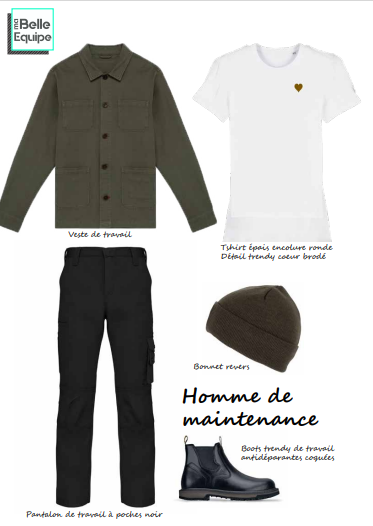 ma
Belle
Equipe
Veste de travail
Tshirt épais encolure ronde
Détail trendy coeur brodé
Bonnet revers
Homme de
maintenance
Boots trendy de travail
antidéparantes coquées
Pantalon de travail à poches noir